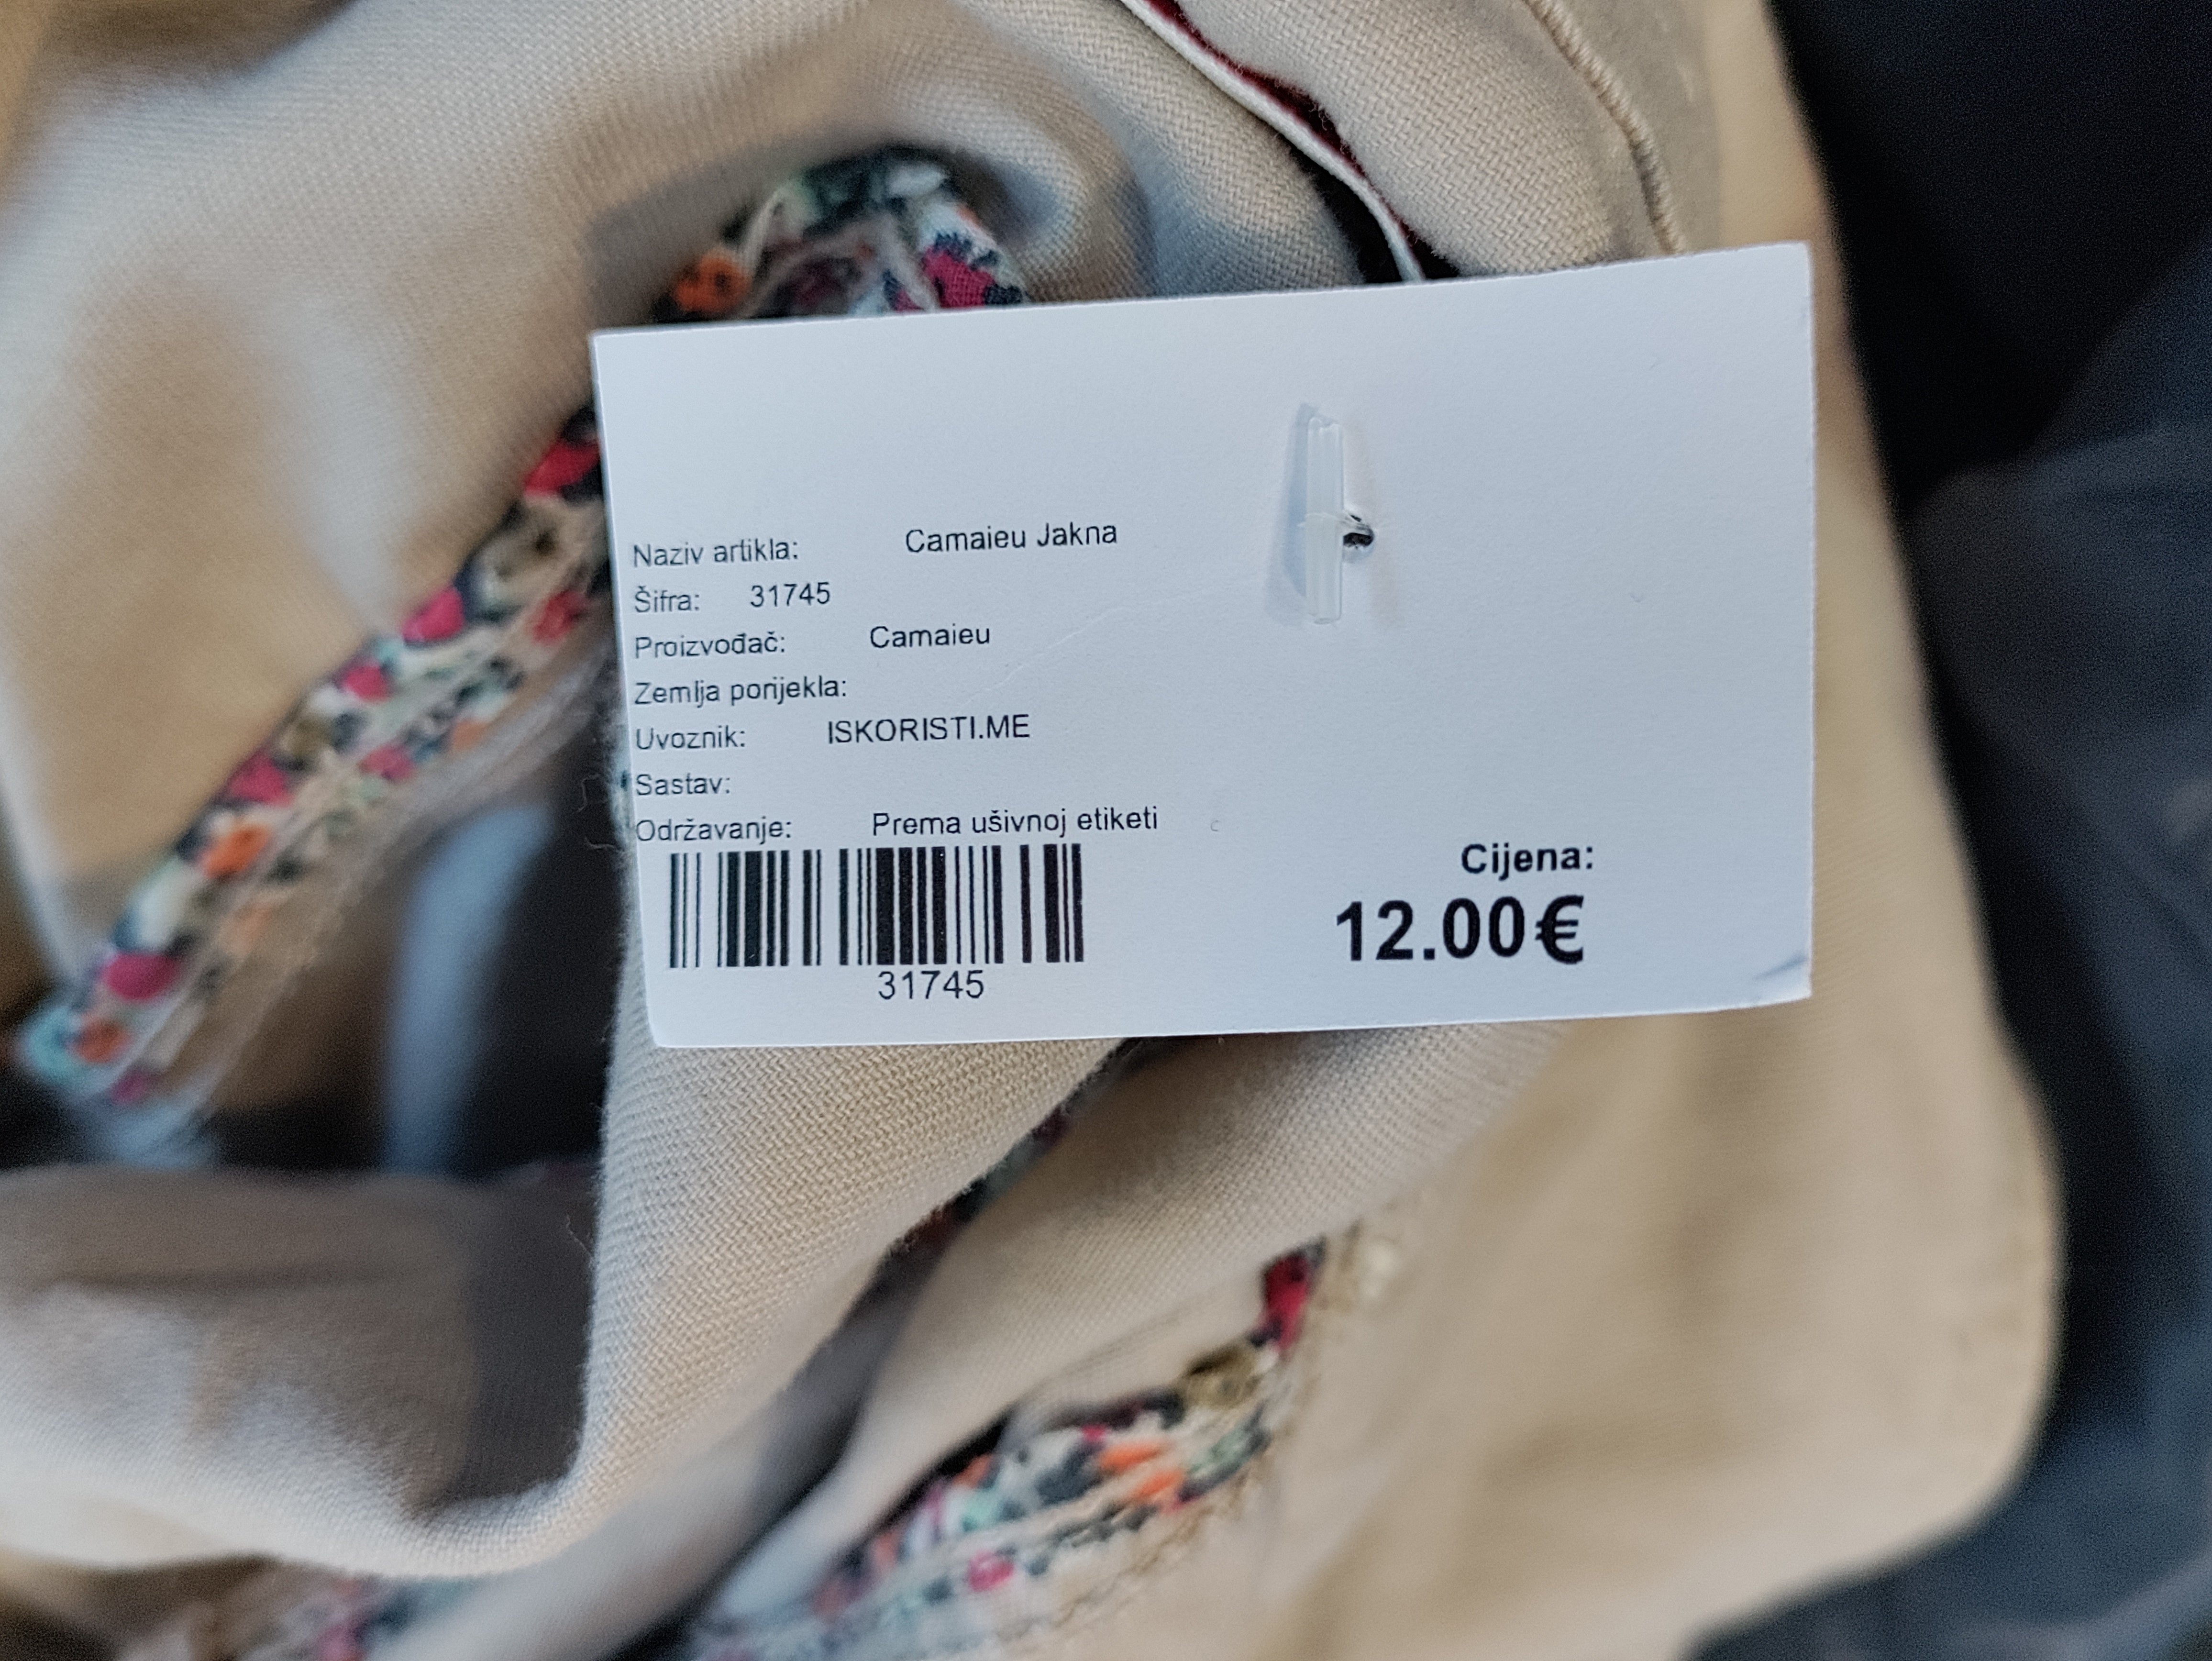 Naziv artikla: Camaieu Jakna
Šifra: 31745
Proizvođač: Camaieu
Zemlja porijekla:
Uvoznik: ISKORISTI.ME
Sastav:
Održavanje: Prema ušivnoj etiketi
31745
Cijena:
12.00€